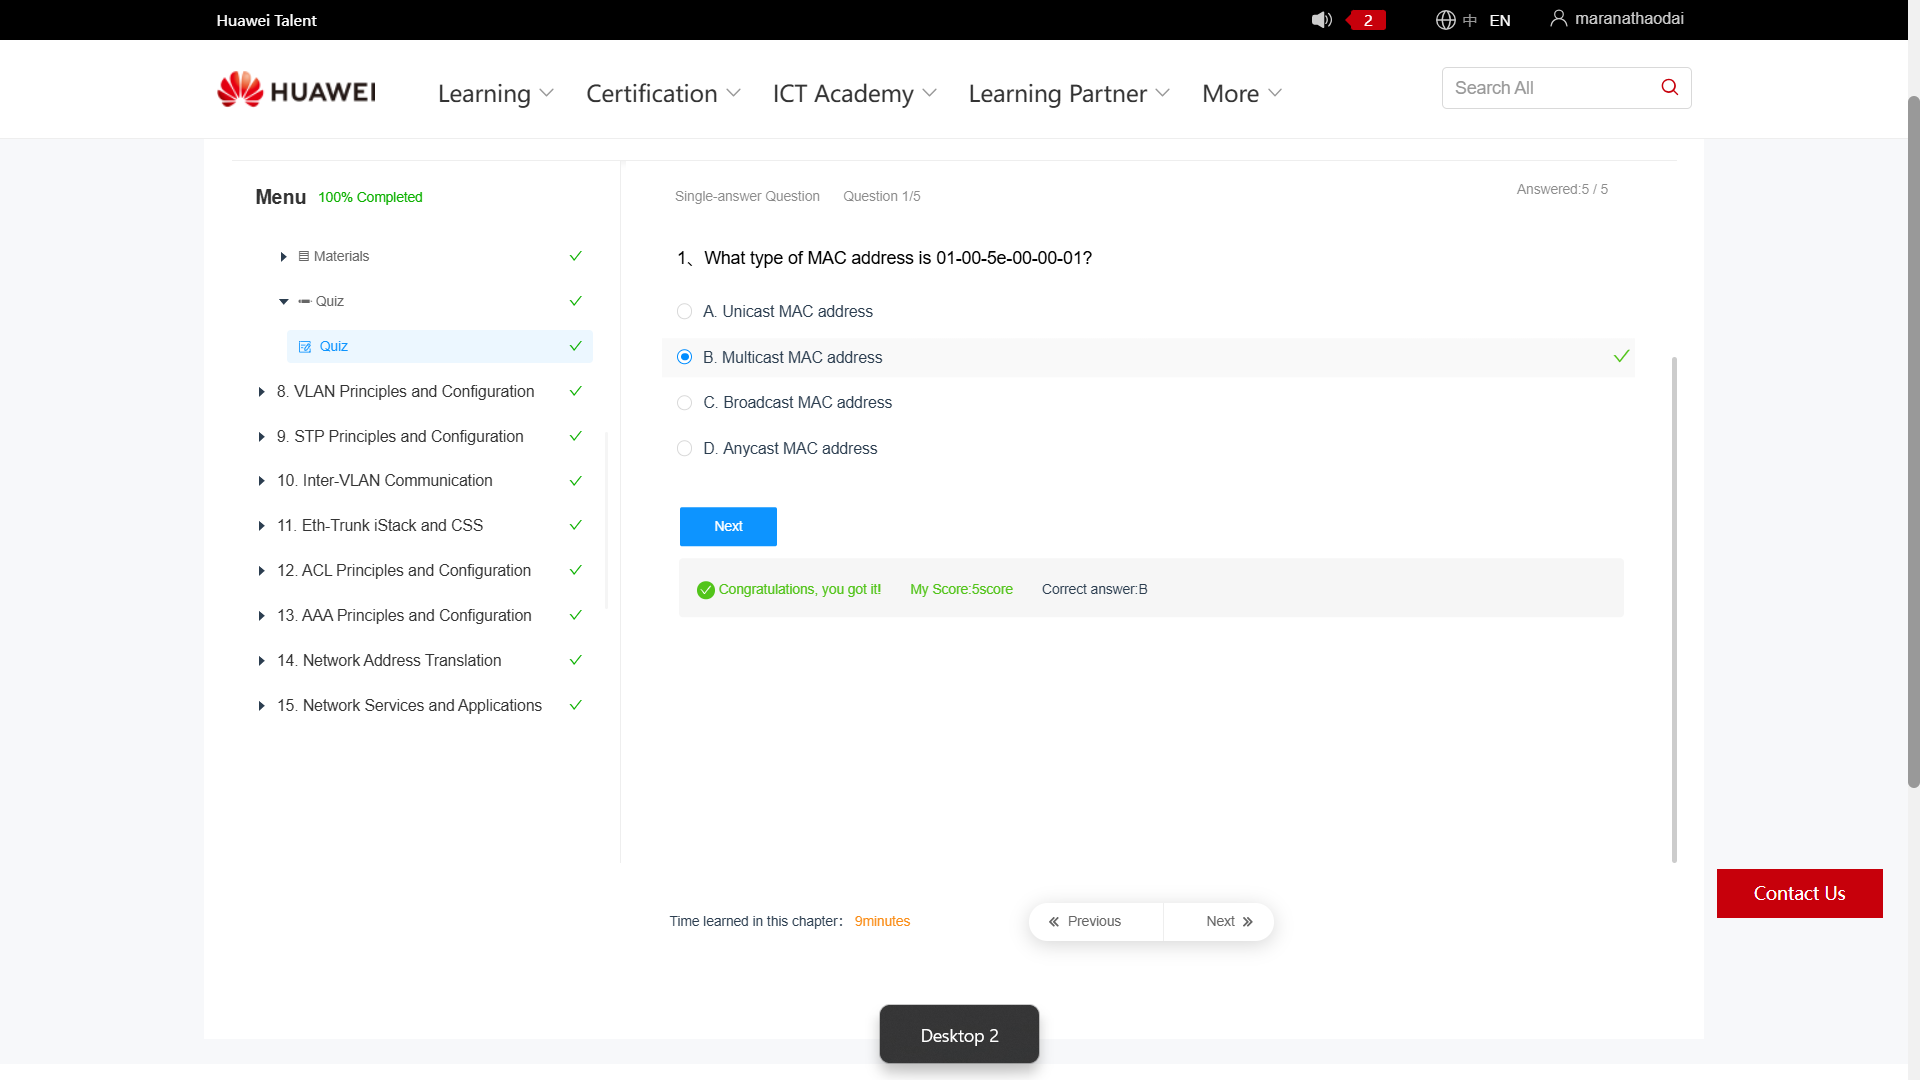 Huawei Talent
2
中 EN
maranathaodai
HUAWEI
Learning
Certification
ICT Academy
Learning Partner
More
Search All
Menu 100% Completed
Materials
Quiz
Quiz
8. VLAN Principles and Configuration
9. STP Principles and Configuration
10. Inter-VLAN Communication
11. Eth-Trunk iStack and CSS
12. ACL Principles and Configuration
13. AAA Principles and Configuration
14. Network Address Translation
15. Network Services and Applications
Single-answer Question Question 1/5
Answered:5 / 5
1、What type of MAC address is 01-00-5e-00-00-01?
A. Unicast MAC address
B. Multicast MAC address
C. Broadcast MAC address
D. Anycast MAC address
Next
Congratulations, you got it! My Score:5score Correct answer:B
Time learned in this chapter： 9minutes
« Previous
Next »
Contact Us
Desktop 2